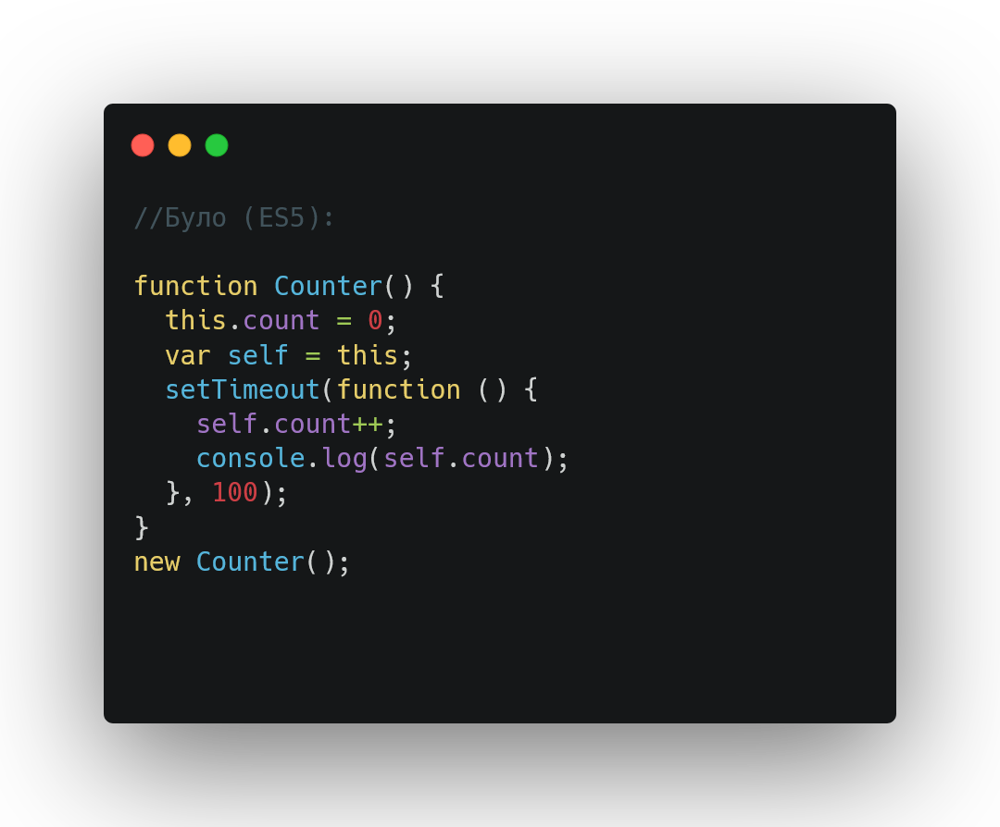 //Було (ES5):
function Counter() {
  this.count = 0;
  var self = this;
  setTimeout(function () {
    self.count++;
    console.log(self.count);
  }, 100);
}
new Counter();